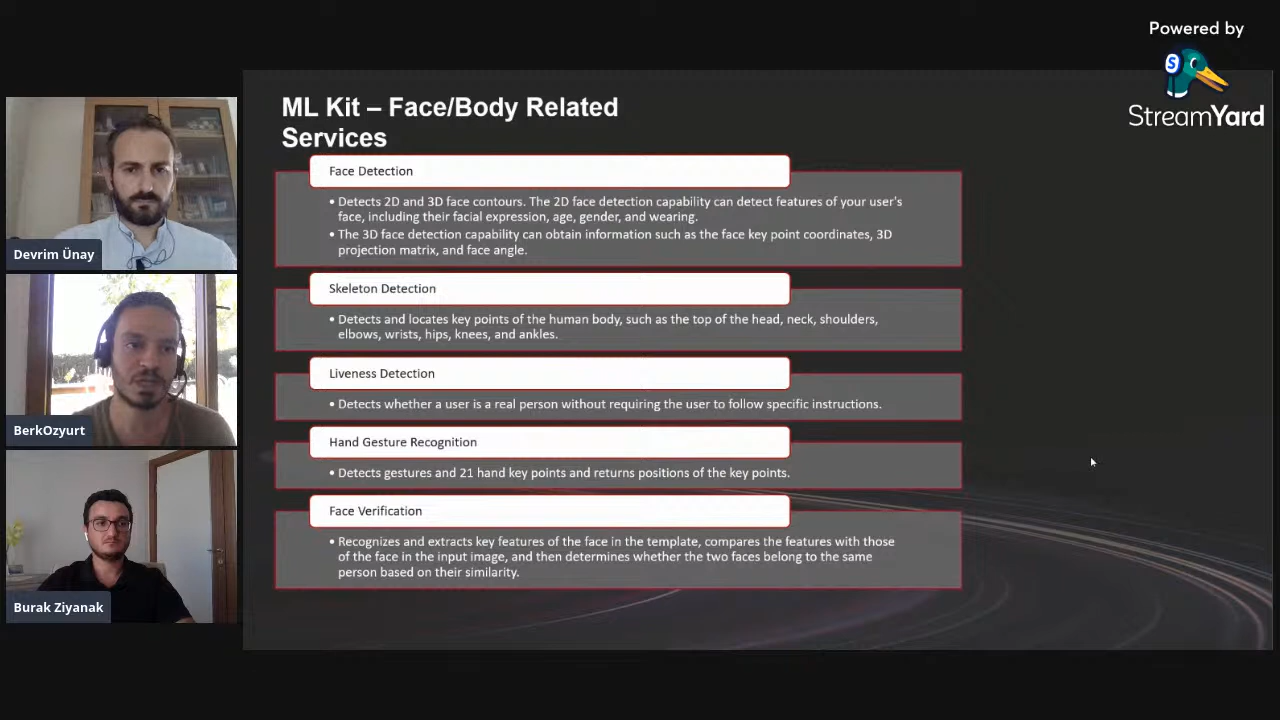 Powered by
S
StreamYard
Devrim Ünay
BerkOzyurt
Burak Ziyanak
ML Kit – Face/Body Related
Services
Face Detection
• Detects 2D and 3D face contours. The 2D face detection capability can detect features of your user's
face, including their facial expression, age, gender, and wearing.
• The 3D face detection capability can obtain information such as the face key point coordinates, 3D
projection matrix, and face angle.
Skeleton Detection
• Detects and locates key points of the human body, such as the top of the head, neck, shoulders,
elbows, wrists, hips, knees, and ankles.
Liveness Detection
• Detects whether a user is a real person without requiring the user to follow specific instructions.
Hand Gesture Recognition
• Detects gestures and 21 hand key points and returns positions of the key points.
Face Verification
• Recognizes and extracts key features of the face in the template, compares the features with those
of the face in the input image, and then determines whether the two faces belong to the same
person based on their similarity.